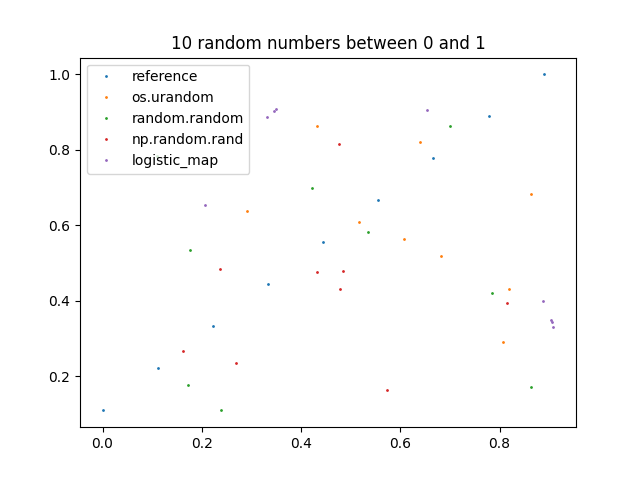 10 random numbers between 0 and 1
1.0
0.8
0.6
0.4
0.2
reference
os.urandom
random.random
np.random.rand
logistic_map
0.0 0.2 0.4 0.6 0.8